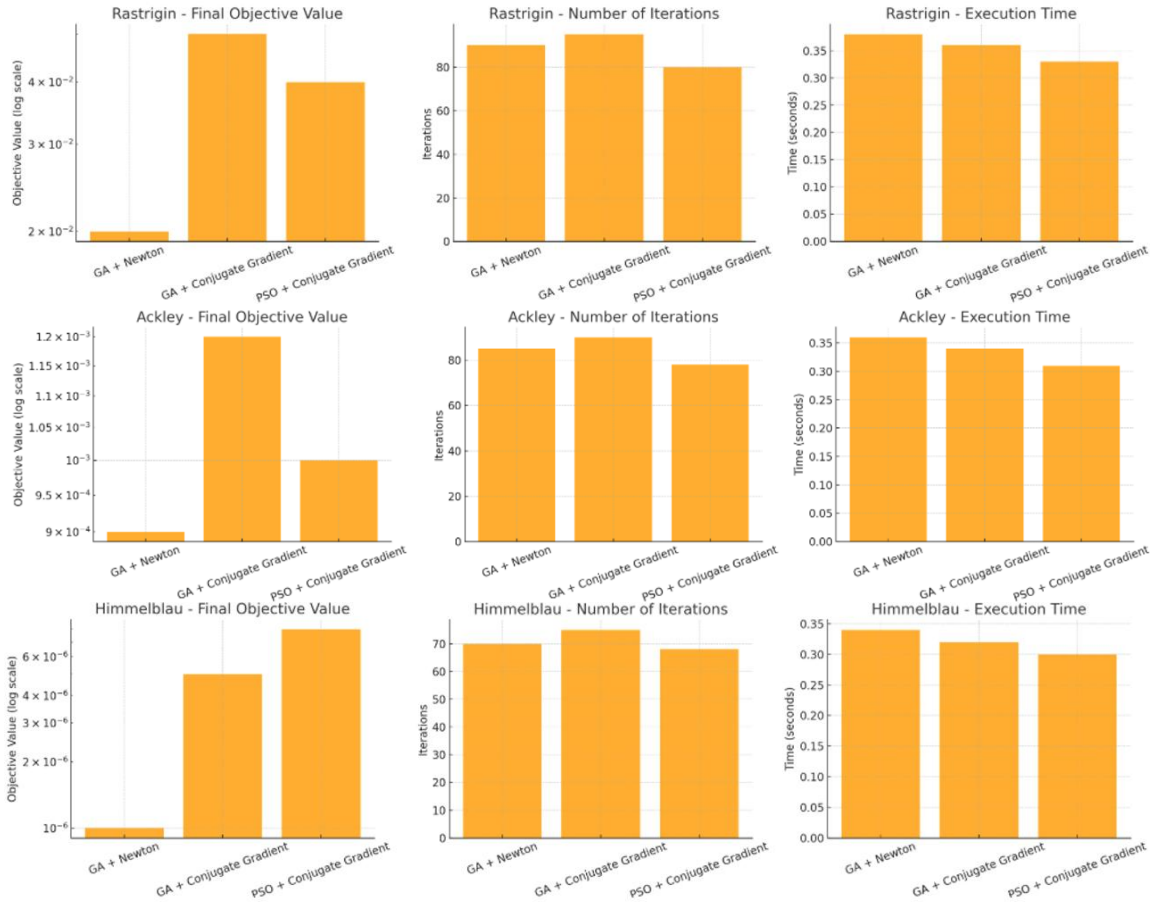 Rastrigin - Final Objective Value
Objective Value (log scale)
4 × 10⁻²
3 × 10⁻²
2 × 10⁻²
GA + Newton
GA + Conjugate Gradient
PSO + Conjugate Gradient
Rastrigin - Number of Iterations
Iterations
80
60
40
20
0
GA + Newton
GA + Conjugate Gradient
PSO + Conjugate Gradient
Rastrigin - Execution Time
Time (seconds)
0.35
0.30
0.25
0.20
0.15
0.10
0.05
0.00
GA + Newton
GA + Conjugate Gradient
PSO + Conjugate Gradient
Ackley - Final Objective Value
Objective Value (log scale)
1.2 × 10⁻³
1.15 × 10⁻³
1.1 × 10⁻³
1.05 × 10⁻³
10⁻³
9.5 × 10⁻⁴
9 × 10⁻⁴
GA + Newton
GA + Conjugate Gradient
PSO + Conjugate Gradient
Ackley - Number of Iterations
Iterations
80
60
40
20
0
GA + Newton
GA + Conjugate Gradient
PSO + Conjugate Gradient
Ackley - Execution Time
Time (seconds)
0.35
0.30
0.25
0.20
0.15
0.10
0.05
0.00
GA + Newton
GA + Conjugate Gradient
PSO + Conjugate Gradient
Himmelblau - Final Objective Value
Objective Value (log scale)
6 × 10⁻⁶
4 × 10⁻⁶
3 × 10⁻⁶
2 × 10⁻⁶
10⁻⁶
GA + Newton
GA + Conjugate Gradient
PSO + Conjugate Gradient
Himmelblau - Number of Iterations
Iterations
70
60
50
40
30
20
10
0
GA + Newton
GA + Conjugate Gradient
PSO + Conjugate Gradient
Himmelblau - Execution Time
Time (seconds)
0.35
0.30
0.25
0.20
0.15
0.10
0.05
0.00
GA + Newton
GA + Conjugate Gradient
PSO + Conjugate Gradient